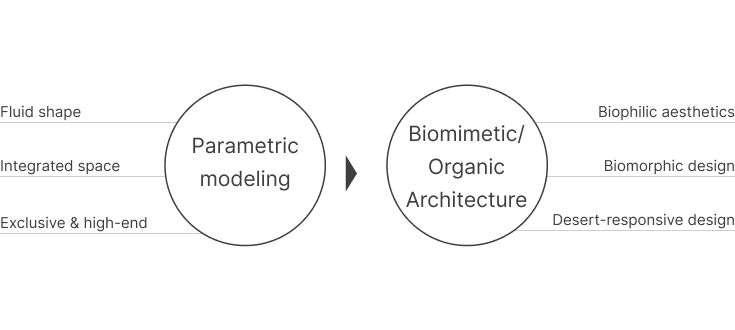 Fluid shape
Integrated space
Exclusive & high-end
Parametric
modeling
Biomimetic/
Organic
Architecture
Biophilic aesthetics
Biomorphic design
Desert-responsive design